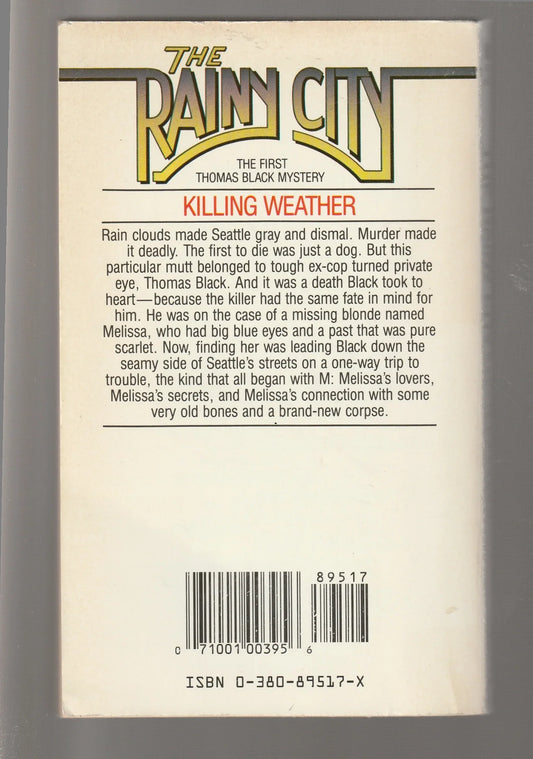 THE
RAINY CITY
THE FIRST
THOMAS BLACK MYSTERY
KILLING WEATHER
Rain clouds made Seattle gray and dismal. Murder made
it deadly. The first to die was just a dog. But this
particular mutt belonged to tough ex-cop turned private
eye, Thomas Black. And it was a death Black took to
heart—because the killer had the same fate in mind for
him. He was on the case of a missing blonde named
Melissa, who had big blue eyes and a past that was pure
scarlet. Now, finding her was leading Black down the
seamy side of Seattle's streets on a one-way trip to
trouble, the kind that all began with M: Melissa's lovers,
Melissa's secrets, and Melissa's connection with some
very old bones and a brand-new corpse.
89517
0 71001 00395 6
ISBN 0-380-89517-X